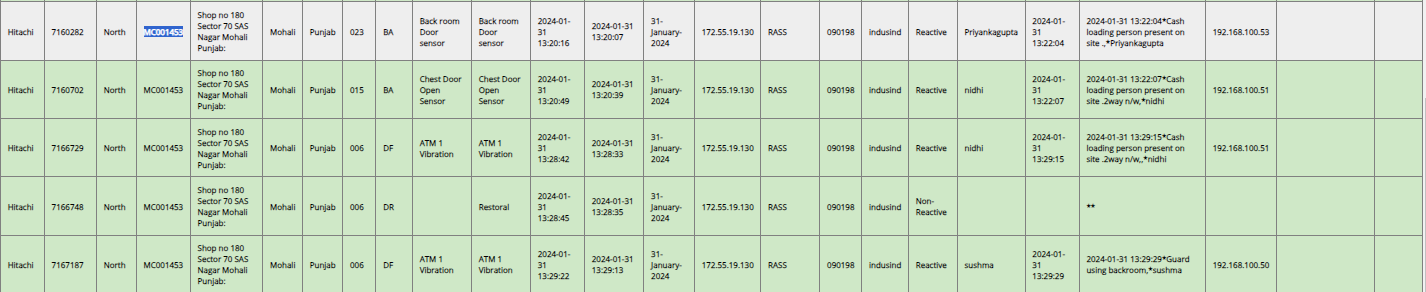 Hitachi 7160282 North MC001453 Shop no 180 Sector 70 SAS Nagar Mohali Punjab: Mohali Punjab 023 BA Back room Door sensor Back room Door sensor 2024-01-31 13:20:16 2024-01-31 13:20:07 31-January-2024 172.55.19.130 RASS 090198 indusind Reactive Priyankagupta 2024-01-31 13:22:04 2024-01-31 13:22:04*Cash loading person present on site .,*Priyankagupta 192.168.100.53
Hitachi 7160702 North MC001453 Shop no 180 Sector 70 SAS Nagar Mohali Punjab: Mohali Punjab 015 BA Chest Door Open Sensor Chest Door Open Sensor 2024-01-31 13:20:49 2024-01-31 13:20:39 31-January-2024 172.55.19.130 RASS 090198 indusind Reactive nidhi 2024-01-31 13:22:07 2024-01-31 13:22:07*Cash loading person present on site .2way n/w,*nidhi 192.168.100.51
Hitachi 7166729 North MC001453 Shop no 180 Sector 70 SAS Nagar Mohali Punjab: Mohali Punjab 006 DF ATM 1 Vibration ATM 1 Vibration 2024-01-31 13:28:42 2024-01-31 13:28:33 31-January-2024 172.55.19.130 RASS 090198 indusind Reactive nidhi 2024-01-31 13:29:15 2024-01-31 13:29:15*Cash loading person present on site .2way n/w,,*nidhi 192.168.100.51
Hitachi 7166748 North MC001453 Shop no 180 Sector 70 SAS Nagar Mohali Punjab: Mohali Punjab 006 DR Restoral 2024-01-31 13:28:45 2024-01-31 13:28:35 31-January-2024 172.55.19.130 RASS 090198 indusind Non-Reactive **
Hitachi 7167187 North MC001453 Shop no 180 Sector 70 SAS Nagar Mohali Punjab: Mohali Punjab 006 DF ATM 1 Vibration ATM 1 Vibration 2024-01-31 13:29:22 2024-01-31 13:29:13 31-January-2024 172.55.19.130 RASS 090198 indusind Reactive sushma 2024-01-31 13:29:29 2024-01-31 13:29:29*Guard using backroom,*sushma 192.168.100.50